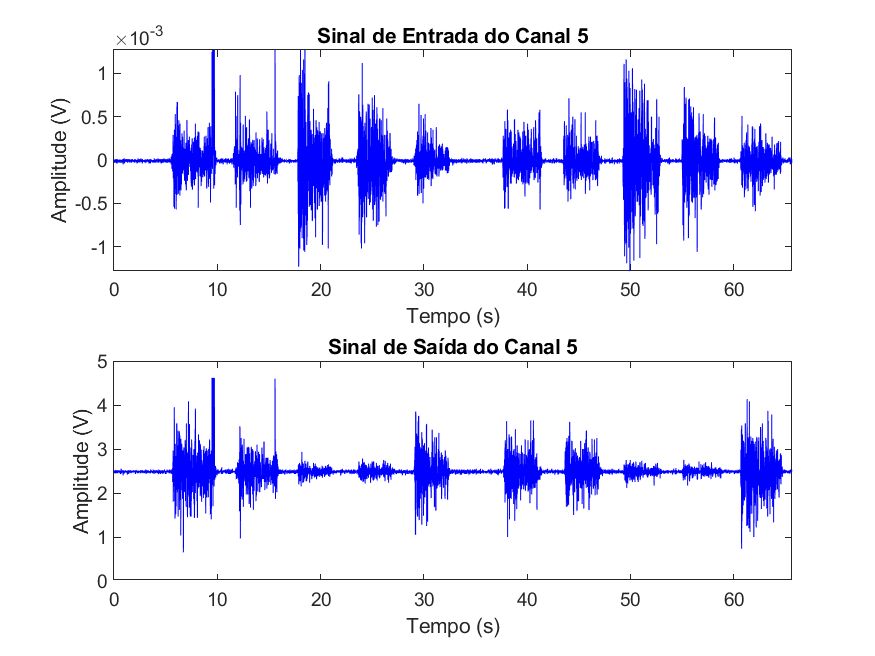 Sinal de Entrada do Canal 5
×10-3
1
0.5
0
-0.5
-1
Amplitude (V)
0 10 20 30 40 50 60
Tempo (s)
Sinal de Saída do Canal 5
5
4
3
2
1
0
Amplitude (V)
0 10 20 30 40 50 60
Tempo (s)